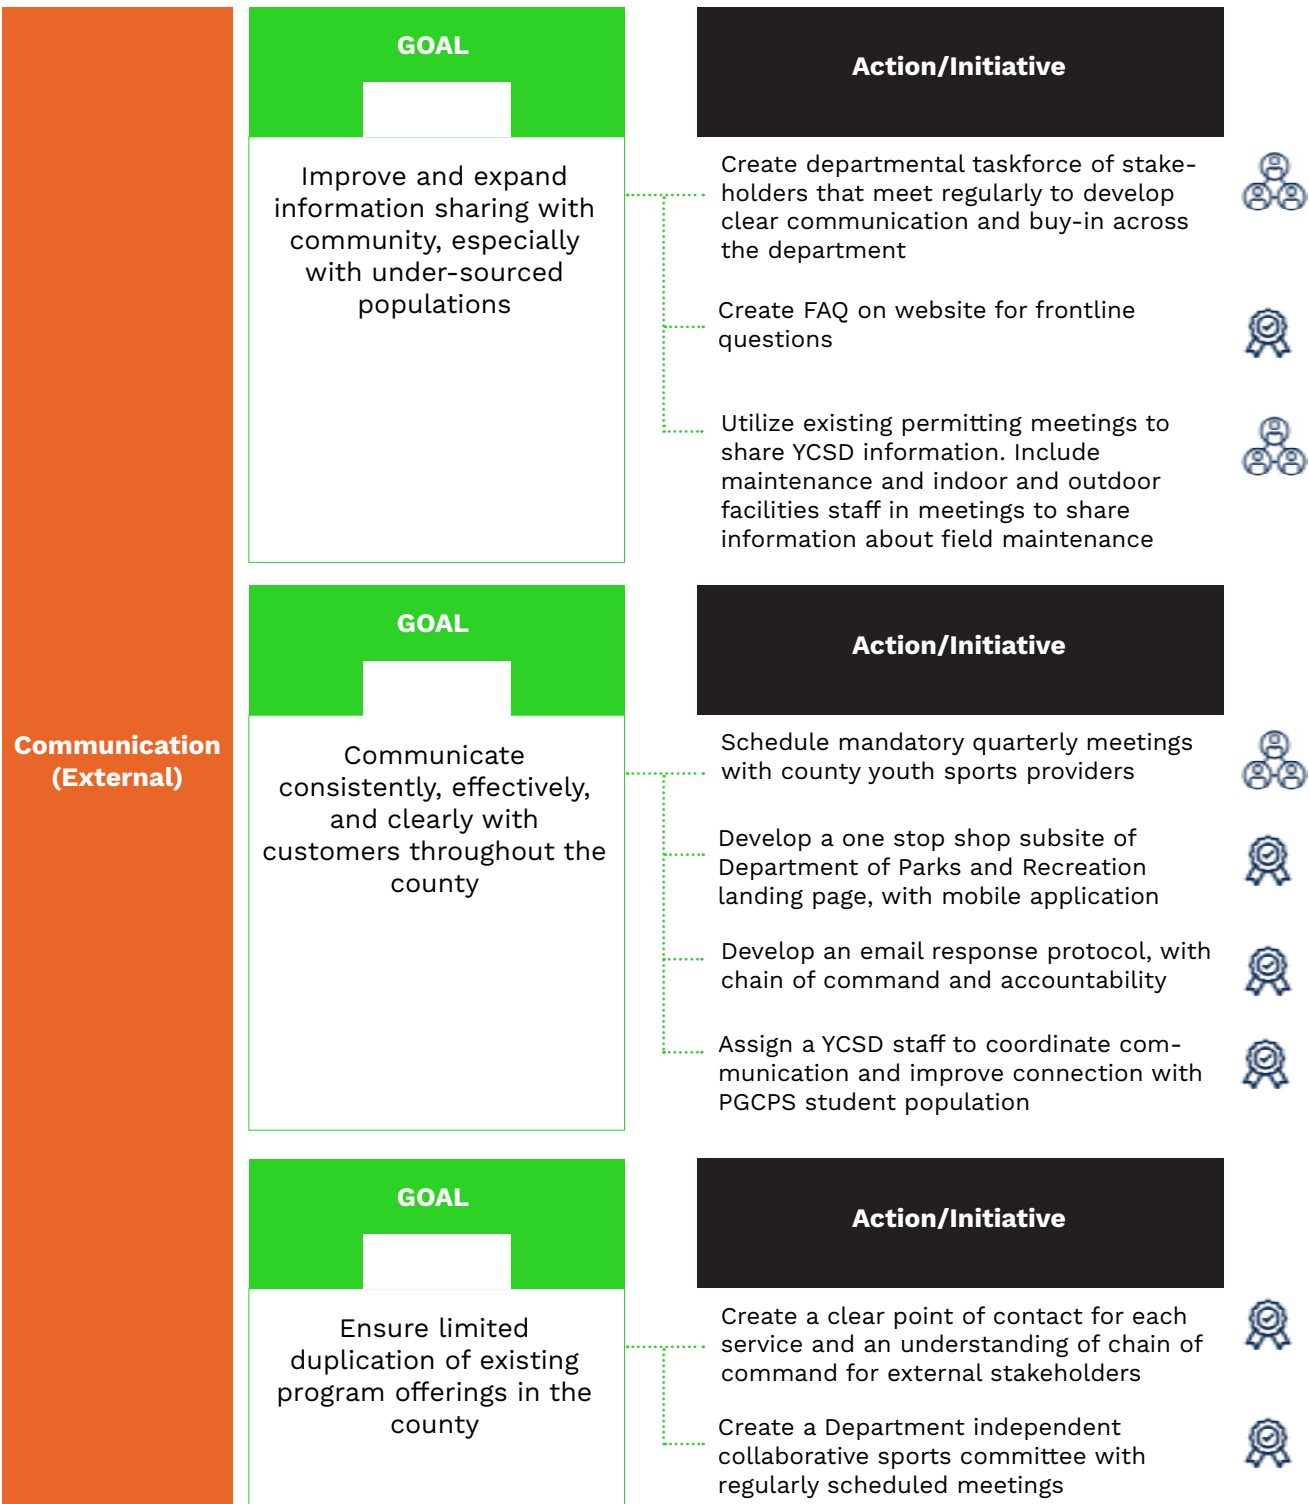 Communication
(External)
GOAL
Improve and expand
information sharing with
community, especially
with under-sourced
populations
Action/Initiative
Create departmental taskforce of stake-
holders that meet regularly to develop
clear communication and buy-in across
the department
Create FAQ on website for frontline
questions
Utilize existing permitting meetings to
share YCSD information. Include
maintenance and indoor and outdoor
facilities staff in meetings to share
information about field maintenance
GOAL
Communicate
consistently, effectively,
and clearly with
customers throughout the
county
Action/Initiative
Schedule mandatory quarterly meetings
with county youth sports providers
Develop a one stop shop subsite of
Department of Parks and Recreation
landing page, with mobile application
Develop an email response protocol, with
chain of command and accountability
Assign a YCSD staff to coordinate com-
munication and improve connection with
PGCPS student population
GOAL
Ensure limited
duplication of existing
program offerings in the
county
Action/Initiative
Create a clear point of contact for each
service and an understanding of chain of
command for external stakeholders
Create a Department independent
collaborative sports committee with
regularly scheduled meetings